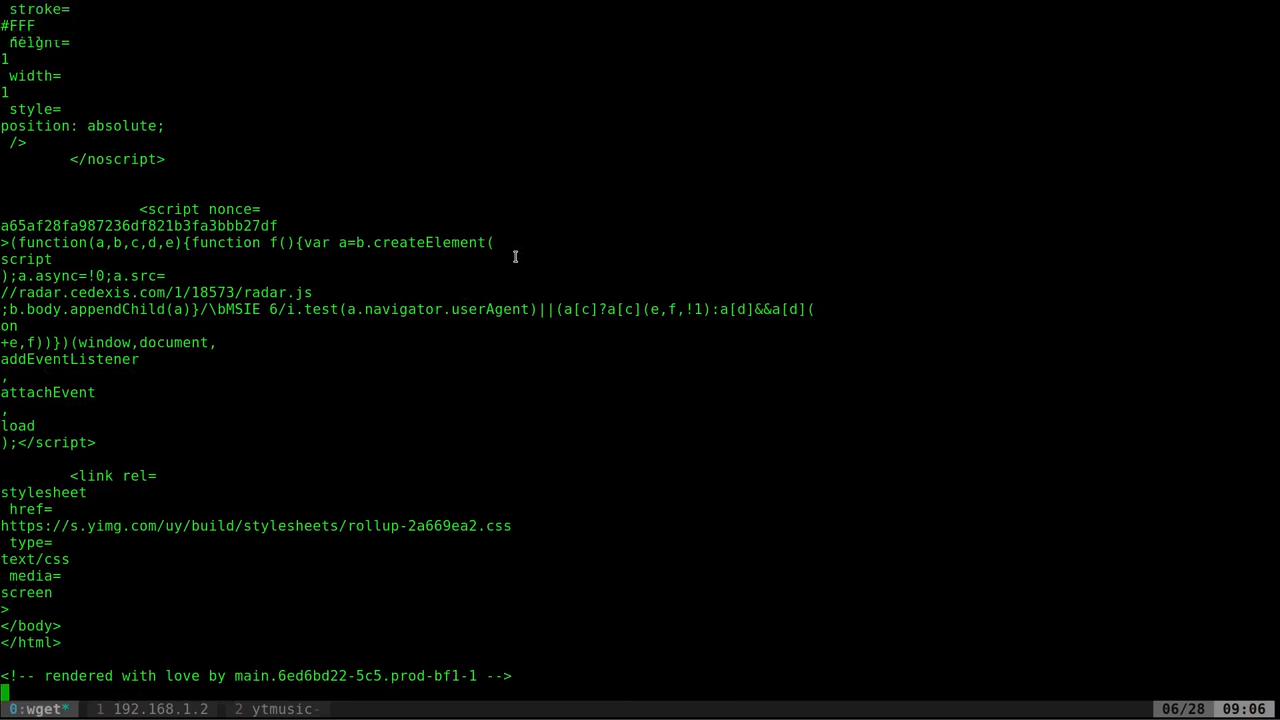 stroke=
#FFF
 height=
1
 width=
1
 style=
position: absolute;
 />
        </noscript>
                <script nonce=
a65af28fa987236df821b3fa3bbb27df
>(function(a,b,c,d,e){function f(){var a=b.createElement(
script
);a.async=!0;a.src=
//radar.cedexis.com/1/18573/radar.js
;b.body.appendChild(a)}/\bMSIE 6/i.test(a.navigator.userAgent)||(a[c]?a[c](e,f,!1):a[d]&&a[d](
on
+e,f))})(window,document,
addEventListener
,
attachEvent
,
load
);</script>
        <link rel=
stylesheet
 href=
https://s.yimg.com/uy/build/stylesheets/rollup-2a669ea2.css
 type=
text/css
 media=
screen
>
</body>
</html>
<!-- rendered with love by main.6ed6bd22-5c5.prod-bf1-1 -->
0:wget* 1 192.168.1.2 2 ytmusic- 06/28 09:06